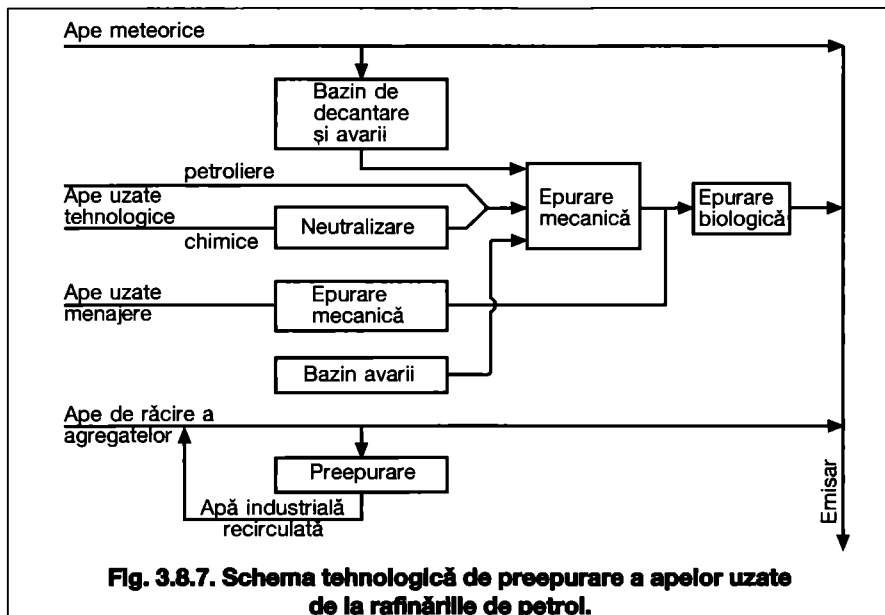 Ape meteorice
Bazin de
decantare
și avarii
petroliere
Ape uzate
tehnologice
chimice
Neutralizare
Epurare
mecanică
Epurare
biologică
Ape uzate
menajere
Epurare
mecanică
Bazin avarii
Ape de răcire a
agregatelor
Preepurare
Apă industrială
recirculată
Emisar
Fig. 3.8.7. Schema tehnologică de preepurare a apelor uzate
de la rafinăriile de petrol.